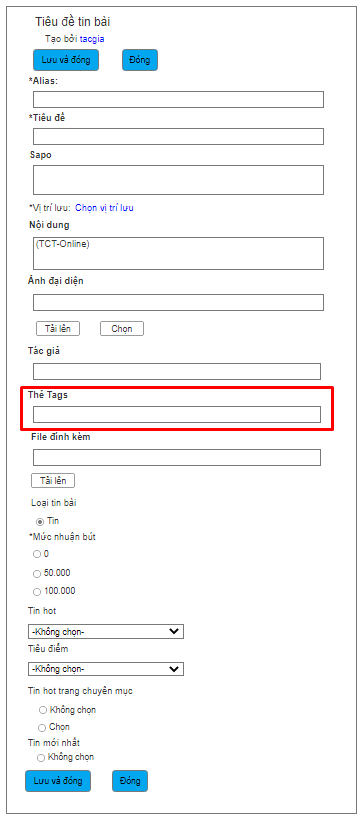 Tiêu đề tin bài
Tạo bởi tacgia
Lưu và đóng Đóng
*Alias:
*Tiêu đề
Sapo
*Vị trí lưu: Chọn vị trí lưu
Nội dung
(TCT-Online)
Ảnh đại diện
Tải lên Chọn
Tác giả
Thẻ Tags
File đính kèm
Tải lên
Loại tin bài
Tin
*Mức nhuận bút
0
50.000
100.000
Tin hot
-Không chọn-
Tiêu điểm
-Không chọn-
Tin hot trang chuyên mục
Không chọn
Chọn
Tin mới nhất
Không chọn
Lưu và đóng Đóng